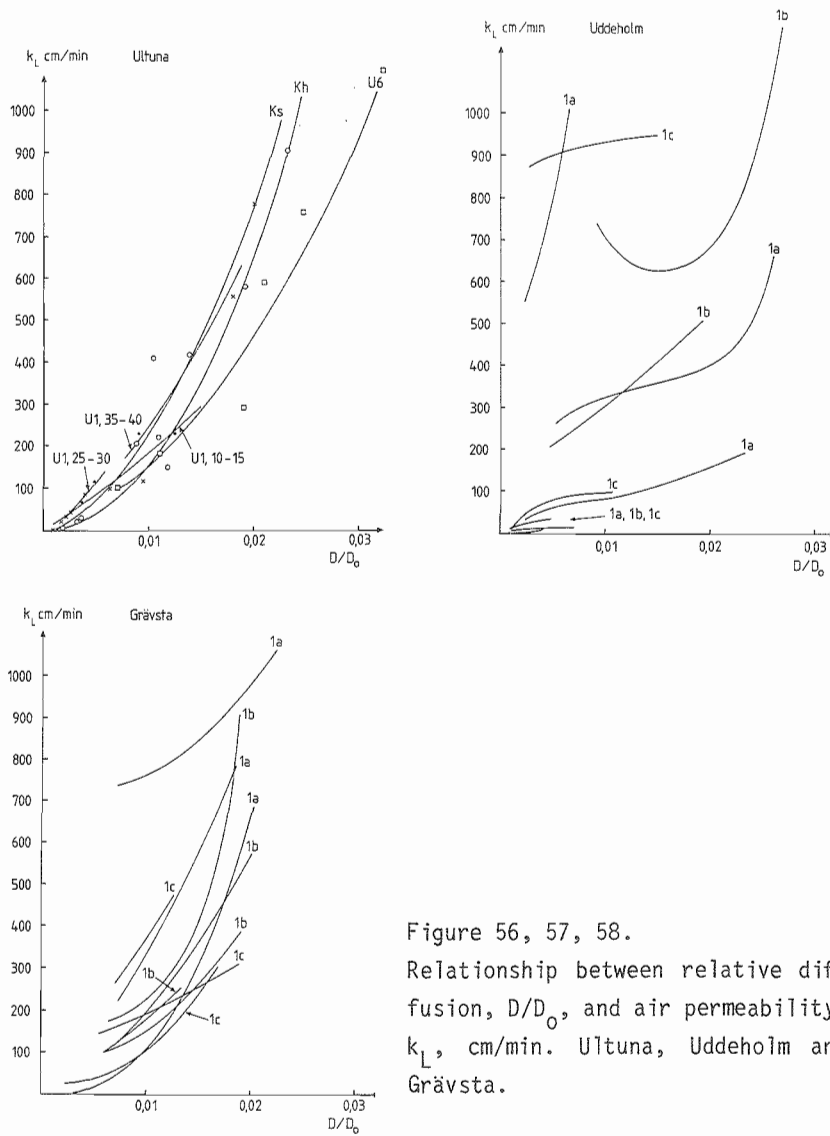 k_L cm/min Ultuna
1000
900
800
700
600
500
400
300
200
100
Ks
Kh
U6
U1, 35-40
U1, 25-30
U1, 10-15
0,01
0,02
0,03
D/D_o
k_L cm/min Uddeholm
1000
900
800
700
600
500
400
300
200
100
1b
1a
1c
1a
1b
1a
1c
1a, 1b, 1c
0,01
0,02
0,03
D/D_o
k_L cm/min Grävsta
1000
900
800
700
600
500
400
300
200
100
1a
1b
1a
1a
1b
1c
1b
1c
1b
1c
0,01
0,02
0,03
D/D_o
Figure 56, 57, 58.
Relationship between relative dif
fusion, D/D_o, and air permeability
k_L, cm/min. Ultuna, Uddeholm an
Grävsta.